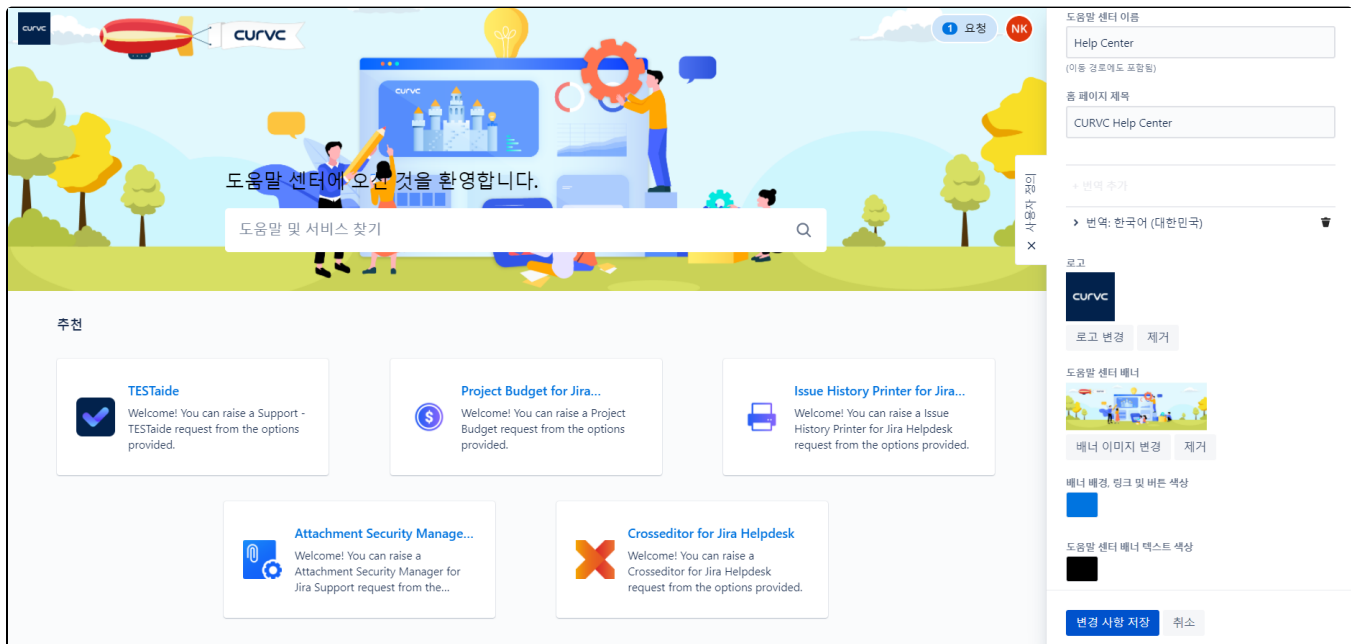 curvc
CURVC
1 요청
NK
curvc
도움말 센터에 오신 것을 환영합니다.
도움말 및 서비스 찾기
사용자 정의
추천
TESTaide
Welcome! You can raise a Support -
TESTaide request from the options
provided.
Project Budget for Jira...
Welcome! You can raise a Project
Budget request from the options
provided.
Issue History Printer for Jira...
Welcome! You can raise a Issue
History Printer for Jira Helpdesk
request from the options provided.
Attachment Security Manage...
Welcome! You can raise a
Attachment Security Manager for
Jira Support request from the...
Crosseditor for Jira Helpdesk
Welcome! You can raise a
Crosseditor for Jira Helpdesk
request from the options provided.
도움말 센터 이름
Help Center
(이동 경로에도 포함됨)
홈 페이지 제목
CURVC Help Center
+ 번역 추가
번역: 한국어 (대한민국)
로고
curvc
로고 변경 제거
도움말 센터 배너
배너 이미지 변경 제거
배너 배경, 링크 및 버튼 색상
도움말 센터 배너 텍스트 색상
변경 사항 저장 취소